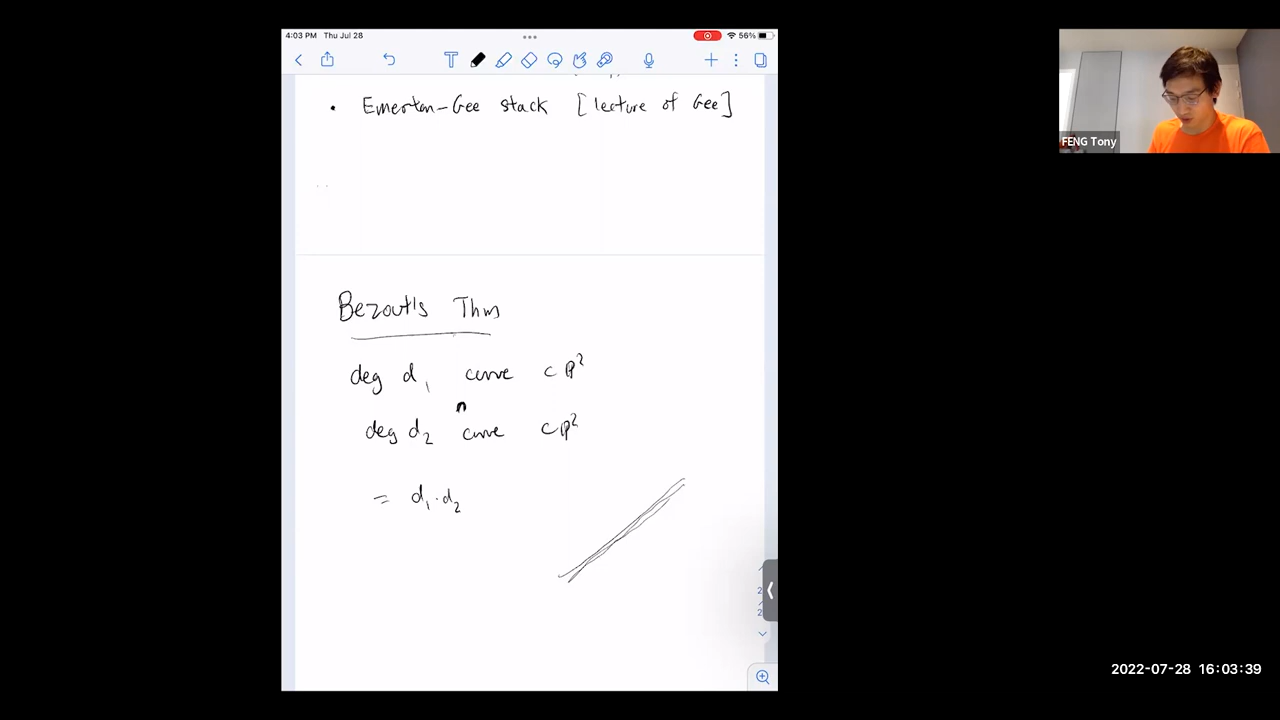 4:03 PM Thu Jul 28
56%
• Emerton-Gee stack [lecture of Gee]
FENG Tony
Bezout's Thm
deg d₁ curve ⊂ ℙ²
∩
deg d₂ curve ⊂ ℙ²
= d₁·d₂
2022-07-28 16:03:39